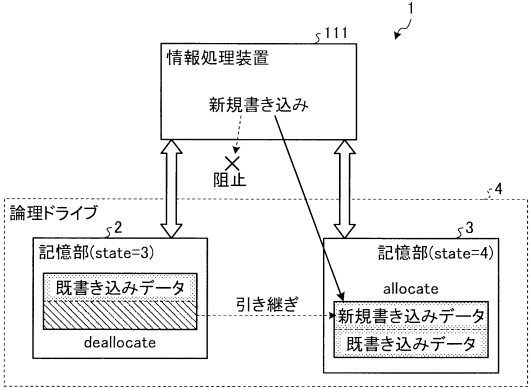 1
111
情報処理装置
新規書き込み
阻止
4
論理ドライブ
2
記憶部(state=3)
既書き込みデータ
deallocate
引き継ぎ
3
記憶部(state=4)
allocate
新規書き込みデータ
既書き込みデータ